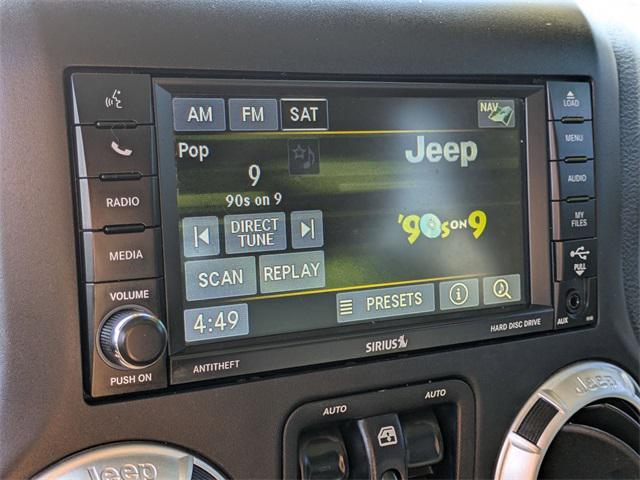 AM FM SAT NAV
LOAD
Pop
Jeep
MENU
9
90s on 9
'90s ON 9
RADIO
AUDIO
DIRECT
TUNE
MY
FILES
MEDIA
SCAN REPLAY
PULL
VOLUME
PRESETS
4:49
AUX
HARD DISC DRIVE
SIRIUS
ANTITHEFT
PUSH ON
AUTO AUTO
Jeep
Jeep